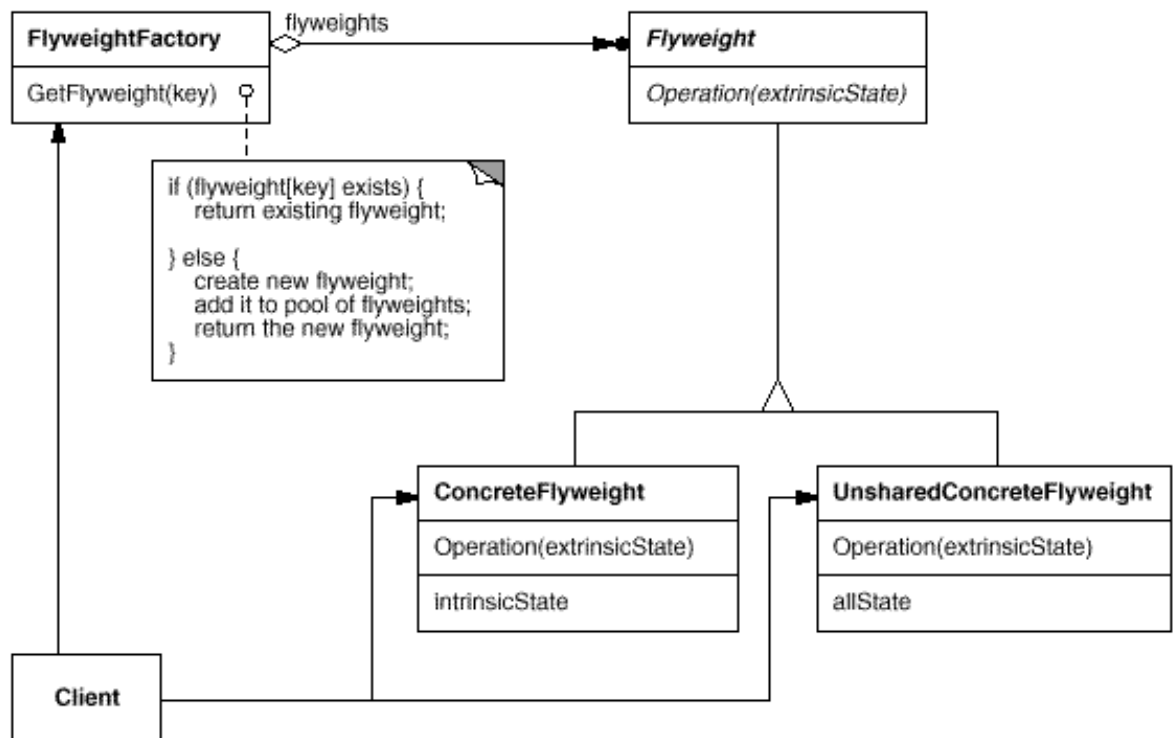 flyweights
FlyweightFactory
GetFlyweight(key)
Flyweight
Operation(extrinsicState)
if (flyweight[key] exists) {
return existing flyweight;
} else {
create new flyweight;
add it to pool of flyweights;
return the new flyweight;
}
ConcreteFlyweight
Operation(extrinsicState)
intrinsicState
UnsharedConcreteFlyweight
Operation(extrinsicState)
allState
Client